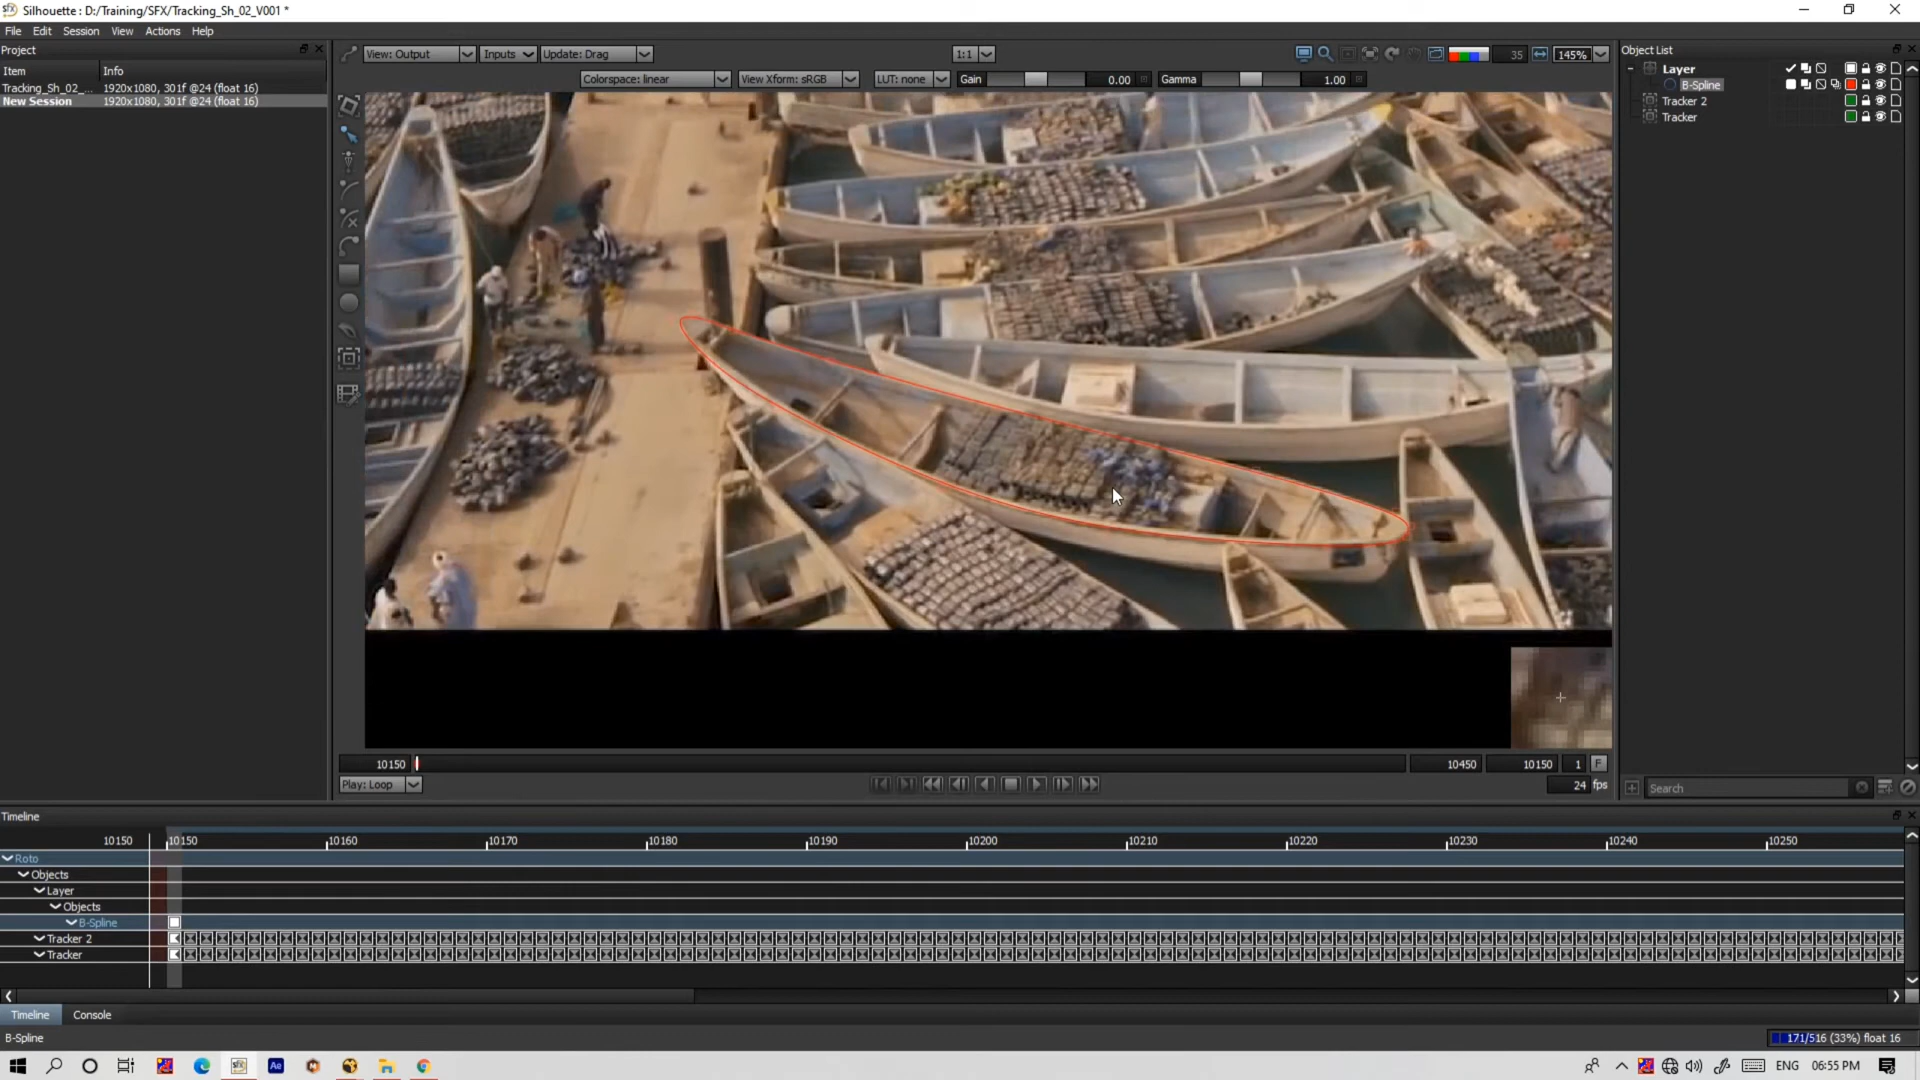 Silhouette : D:/Training/SFX/Tracking_Sh_02_V001 *
File Edit Session View Actions Help
Project
Item Info
Tracking_Sh_02_... 1920x1080, 301f @24 (float 16)
New Session 1920x1080, 301f @24 (float 16)
View: Output Inputs Update: Drag 1:1 35 145%
Colorspace: linear View Xform: sRGB LUT: none Gain 0.00 Gamma 1.00
Object List
Layer
B-Spline
Tracker 2
Tracker
Search
10150 10450 10150 1 F
Play: Loop 24 fps
Timeline
10150 10150 10160 10170 10180 10190 10200 10210 10220 10230 10240 10250
Roto
Objects
Layer
Objects
B-Spline
Tracker 2
Tracker
Timeline Console
B-Spline 171/516 (33%) float 16
Ae ENG 06:55 PM